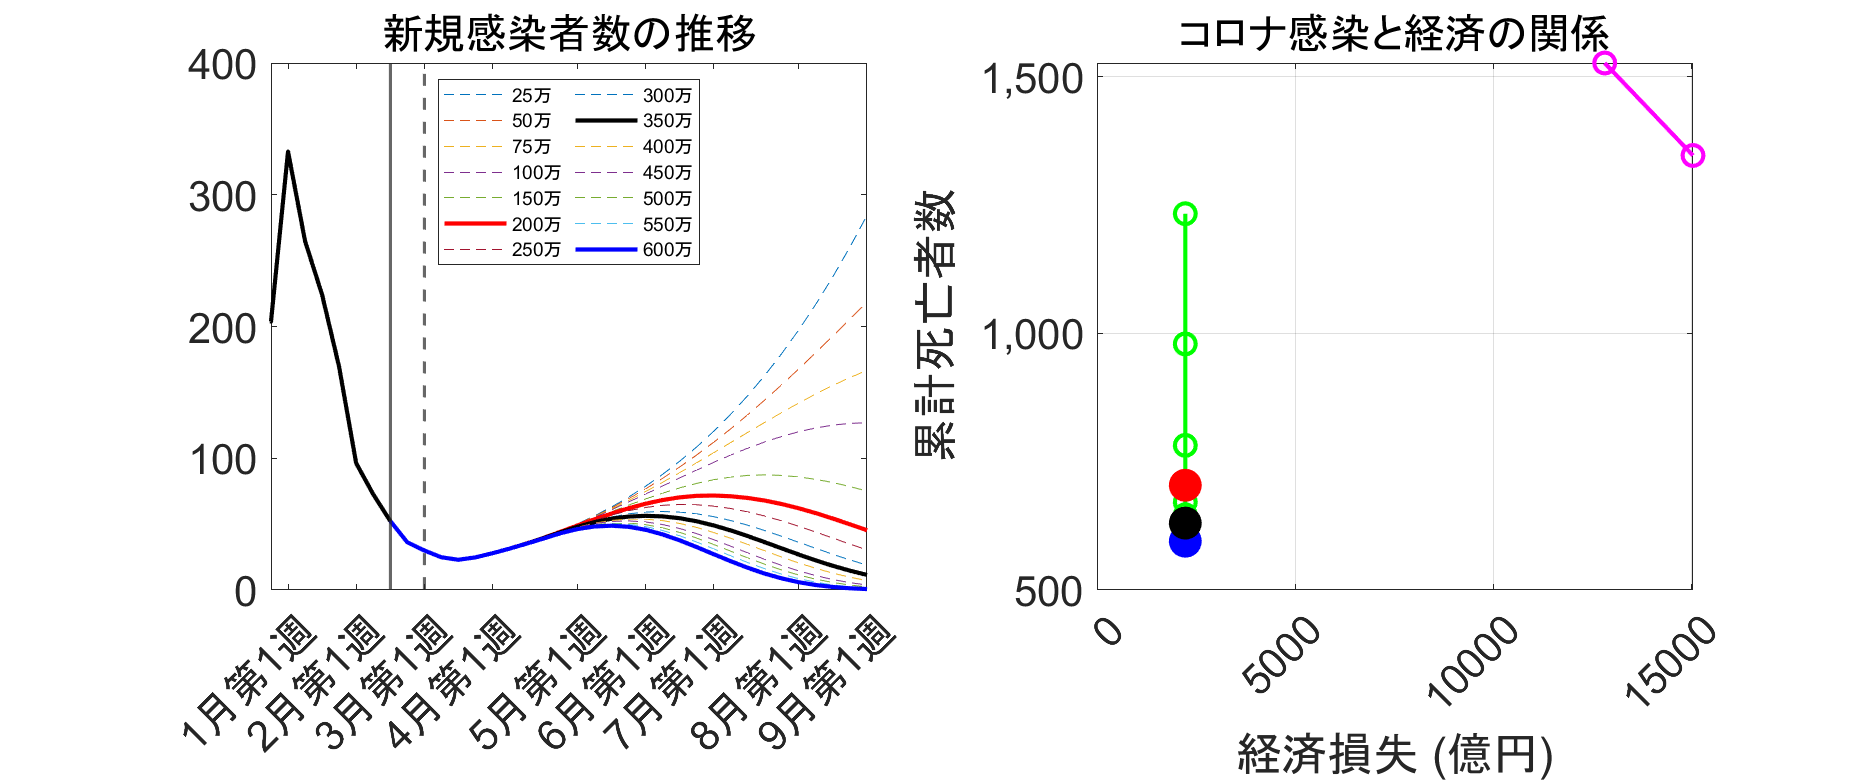 新規感染者数の推移
400
300
200
100
0
25万
50万
75万
100万
150万
200万
250万
300万
350万
400万
450万
500万
550万
600万
1月第1週
2月第1週
3月第1週
4月第1週
5月第1週
6月第1週
7月第1週
8月第1週
9月第1週
コロナ感染と経済の関係
累計死亡者数
1,500
1,000
500
0
5000
10000
15000
経済損失 (億円)